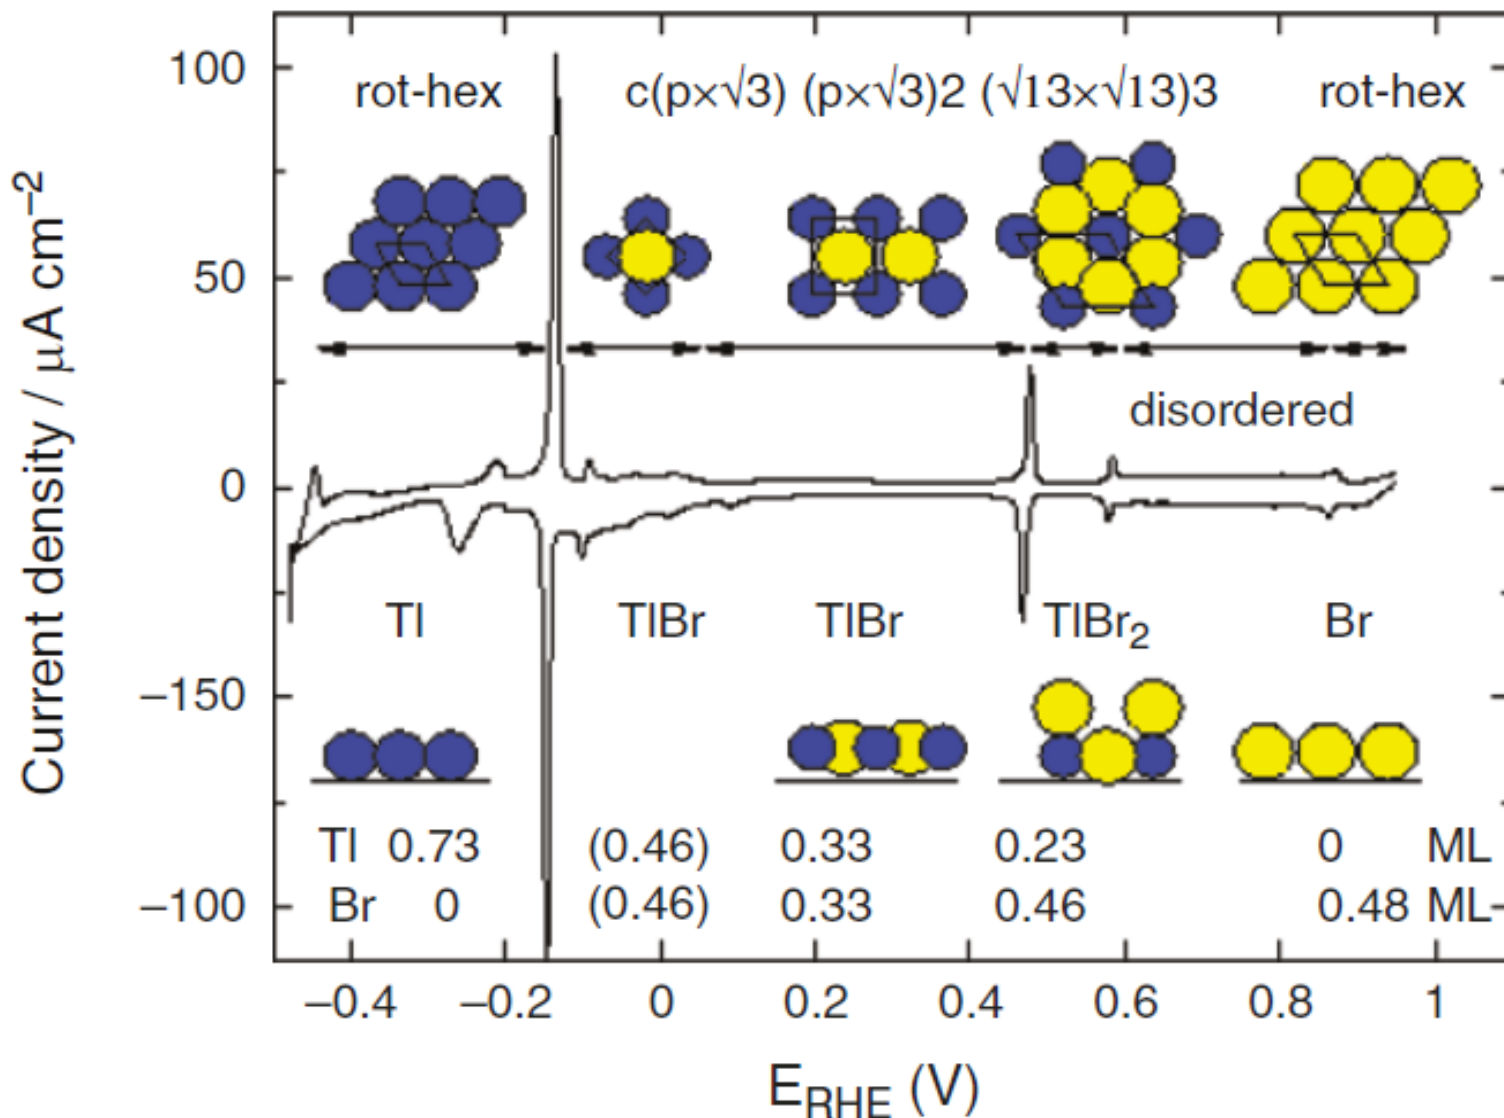 Current density / μA cm−2
100
50
0
−150
−100
rot-hex c(p×√3) (p×√3)2 (√13×√13)3 rot-hex
disordered
Tl TlBr TlBr TlBr2 Br
Tl 0.73 (0.46) 0.33 0.23 0 ML
Br 0 (0.46) 0.33 0.46 0.48 ML
−0.4 −0.2 0 0.2 0.4 0.6 0.8 1
ERHE (V)